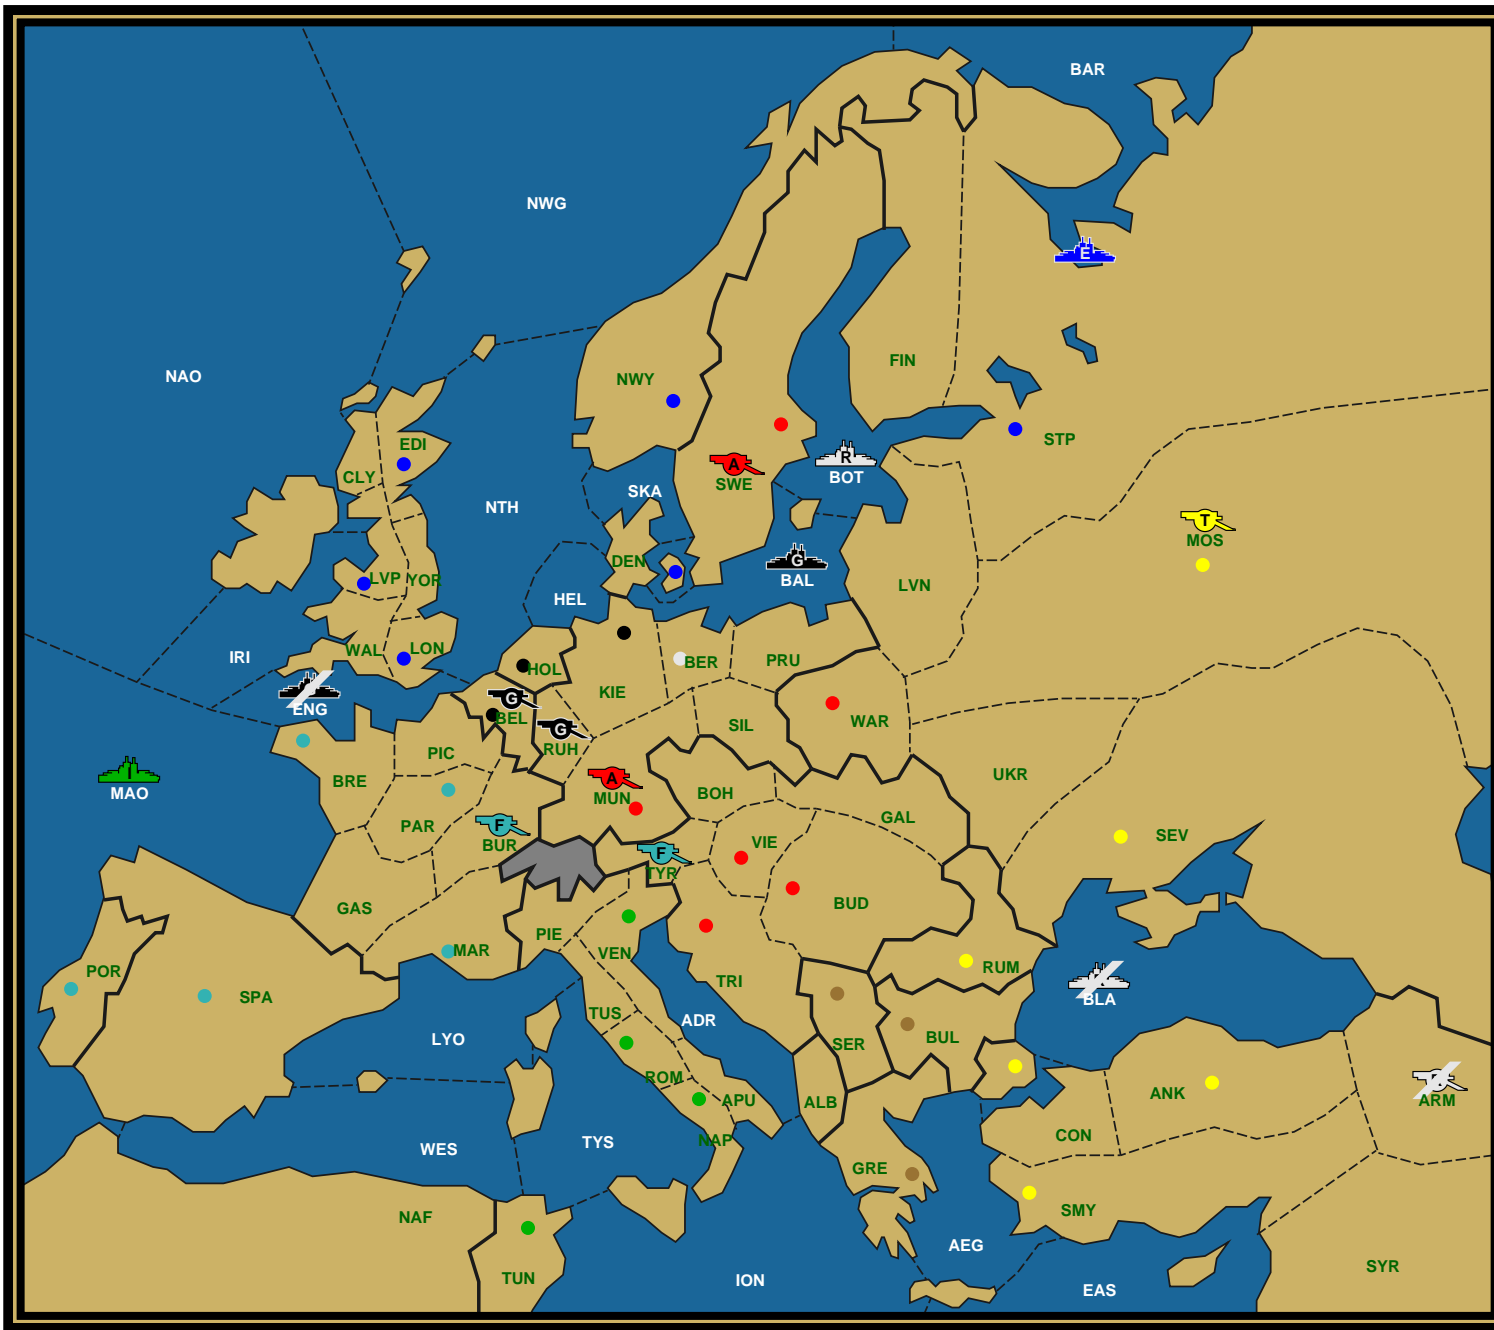 BAR
NWG
E
NAO
FIN
NWY
EDI
STP
CLY
A
SWE
R
BOT
SKA
NTH
T
MOS
DEN
G
BAL
LVN
LVP
YOR
HEL
IRI
WAL
LON
HOL
BER
PRU
KIE
ENG
G
BEL
WAR
SIL
G
RUH
PIC
UKR
I
MAO
BRE
A
MUN
BOH
GAL
PAR
F
BUR
VIE
SEV
F
TYR
BUD
GAS
PIE
VEN
MAR
RUM
POR
SPA
TRI
BLA
TUS
ADR
LYO
SER
BUL
ROM
APU
ALB
ANK
ARM
CON
NAP
TYS
WES
GRE
SMY
NAF
AEG
SYR
TUN
ION
EAS